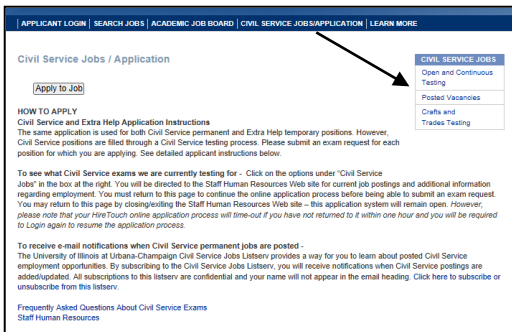 | APPLICANT LOGIN | SEARCH JOBS | ACADEMIC JOB BOARD | CIVIL SERVICE JOBS/APPLICATION | LEARN MORE
Civil Service Jobs / Application
Apply to Job
HOW TO APPLY
Civil Service and Extra Help Application Instructions
The same application is used for both Civil Service permanent and Extra Help temporary positions. However,
Civil Service positions are filled through a Civil Service testing process. Please submit an exam request for each
position for which you are applying. See detailed applicant instructions below.
To see what Civil Service exams we are currently testing for - Click on the options under "Civil Service
Jobs" in the box at the right. You will be directed to the Staff Human Resources Web site for current job postings and additional information
regarding employment. You must return to this page to continue the online application process before being able to submit an exam request.
You may return to this page by closing/exiting the Staff Human Resources Web site – this application system will remain open. However,
please note that your HireTouch online application process will time-out if you have not returned to it within one hour and you will be required
to Login again to resume the application process.
To receive e-mail notifications when Civil Service permanent jobs are posted -
The University of Illinois at Urbana-Champaign Civil Service Jobs Listserv provides a way for you to learn about posted Civil Service
employment opportunities. By subscribing to the Civil Service Jobs Listserv, you will receive notifications when Civil Service postings are
added/updated. All subscriptions to this listserv are confidential and your name will not appear in the email heading. Click here to subscribe or
unsubscribe from this listserv.
Frequently Asked Questions About Civil Service Exams
Staff Human Resources
CIVIL SERVICE JOBS
Open and Continuous
Testing
Posted Vacancies
Crafts and
Trades Testing